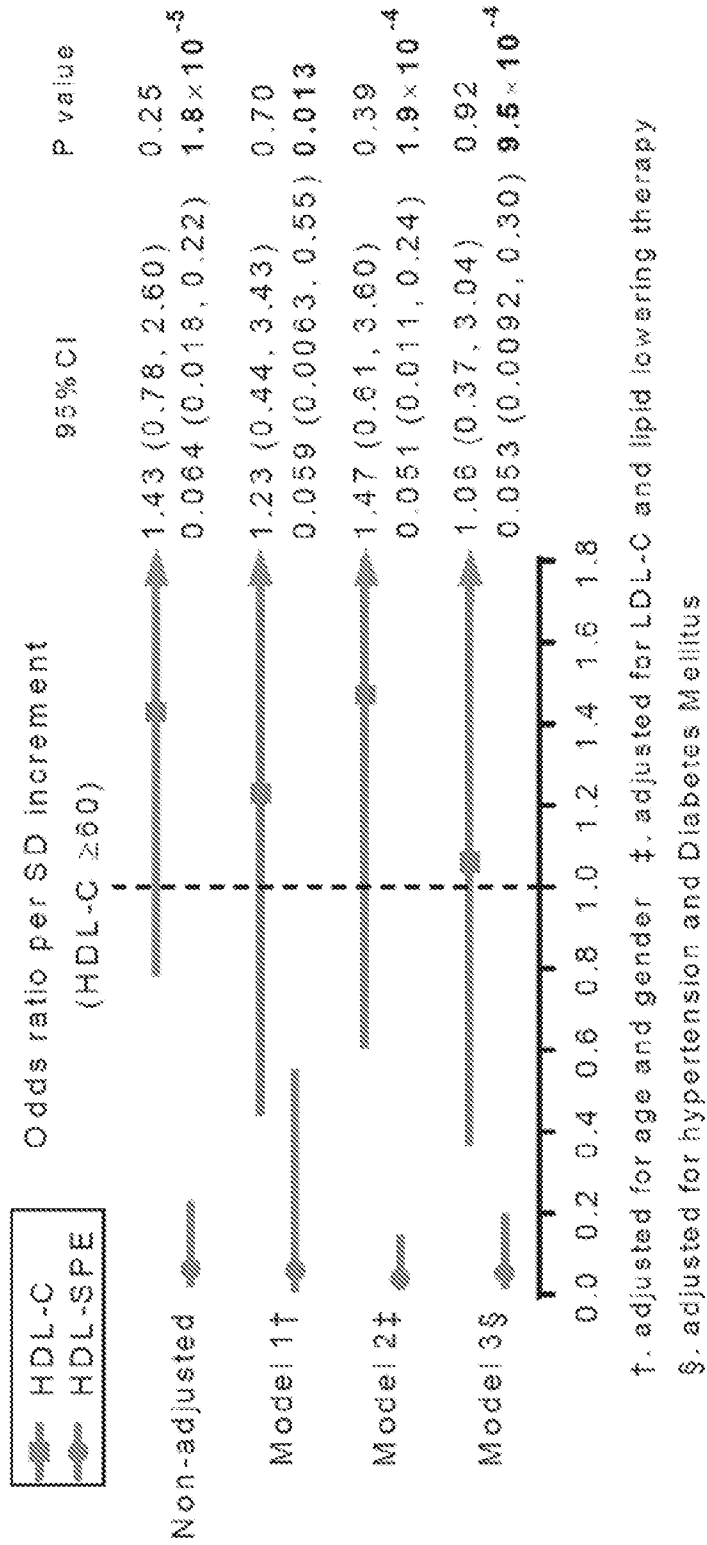 HDL-C
HDL-SPE
Odds ratio per SD increment
(HDL-C ≥60)
95%CI
P value
Non-adjusted
1.43 (0.78, 2.60) 0.25
0.064 (0.018, 0.22) 1.8×10⁻⁵
Model 1†
1.23 (0.44, 3.43) 0.70
0.059 (0.0063, 0.55) 0.013
Model 2‡
1.47 (0.61, 3.60) 0.39
0.051 (0.011, 0.24) 1.9×10⁻⁴
Model 3§
1.06 (0.37, 3.04) 0.92
0.053 (0.0092, 0.30) 9.5×10⁻⁴
0.0 0.2 0.4 0.6 0.8 1.0 1.2 1.4 1.6 1.8
†. adjusted for age and gender ‡. adjusted for LDL-C and lipid lowering therapy
§. adjusted for hypertension and Diabetes Mellitus